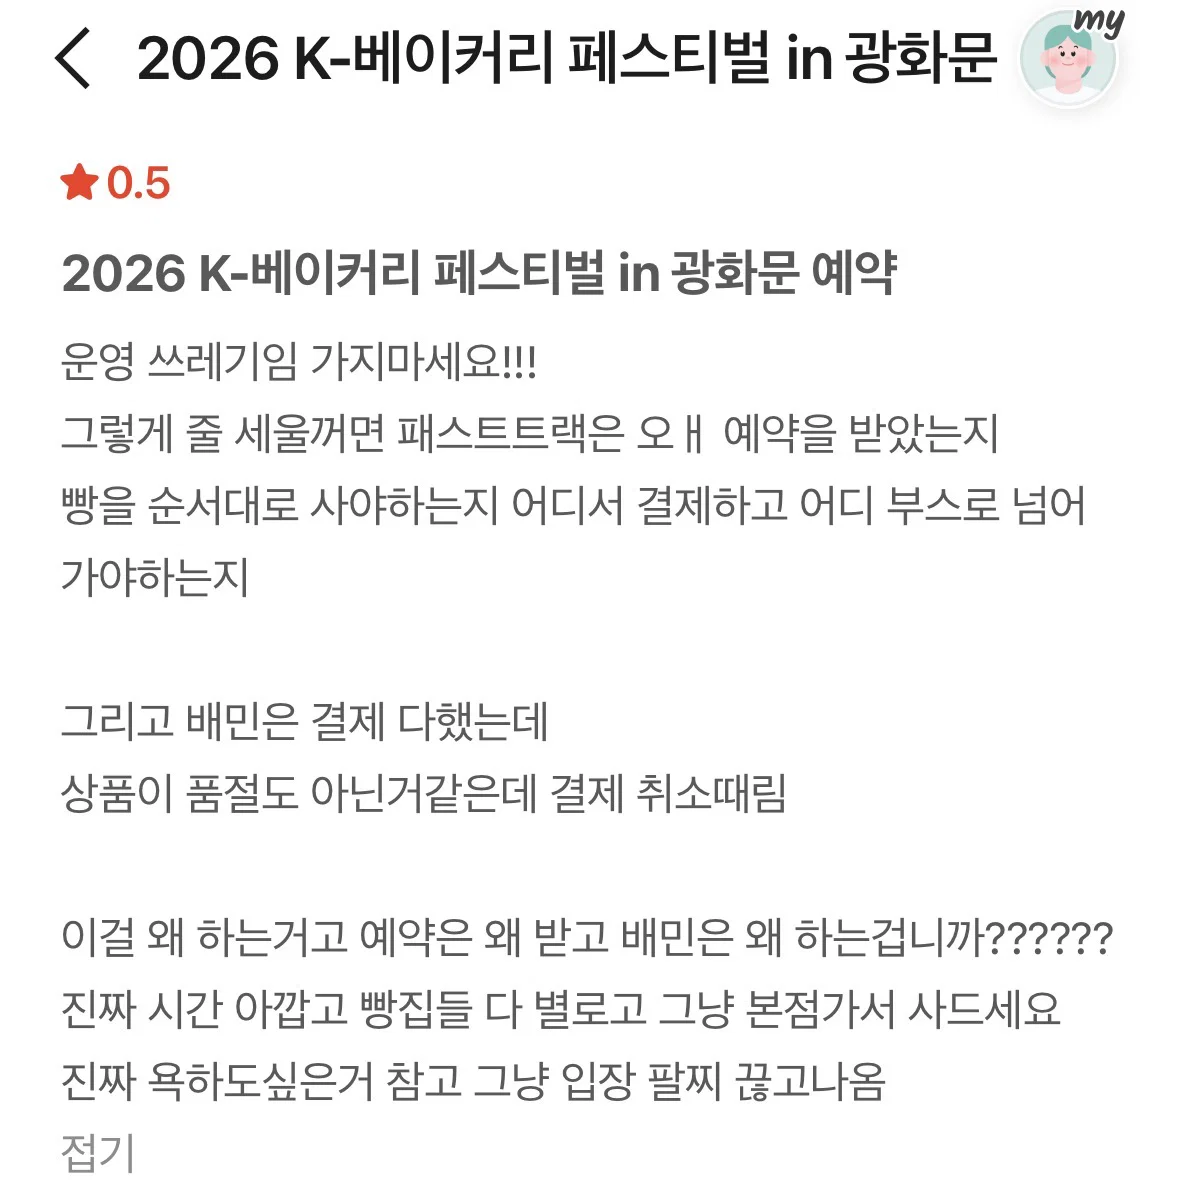 2026 K-베이커리 페스티벌 in 광화문
my
0.5
2026 K-베이커리 페스티벌 in 광화문 예약
운영 쓰레기임 가지마세요!!!
그렇게 줄 세울꺼면 패스트트랙은 오ㅐ 예약을 받았는지
빵을 순서대로 사야하는지 어디서 결제하고 어디 부스로 넘어
가야하는지
그리고 배민은 결제 다했는데
상품이 품절도 아닌거같은데 결제 취소때림
이걸 왜 하는거고 예약은 왜 받고 배민은 왜 하는겁니까??????
진짜 시간 아깝고 빵집들 다 별로고 그냥 본점가서 사드세요
진짜 욕하도싶은거 참고 그냥 입장 팔찌 끊고나옴
접기